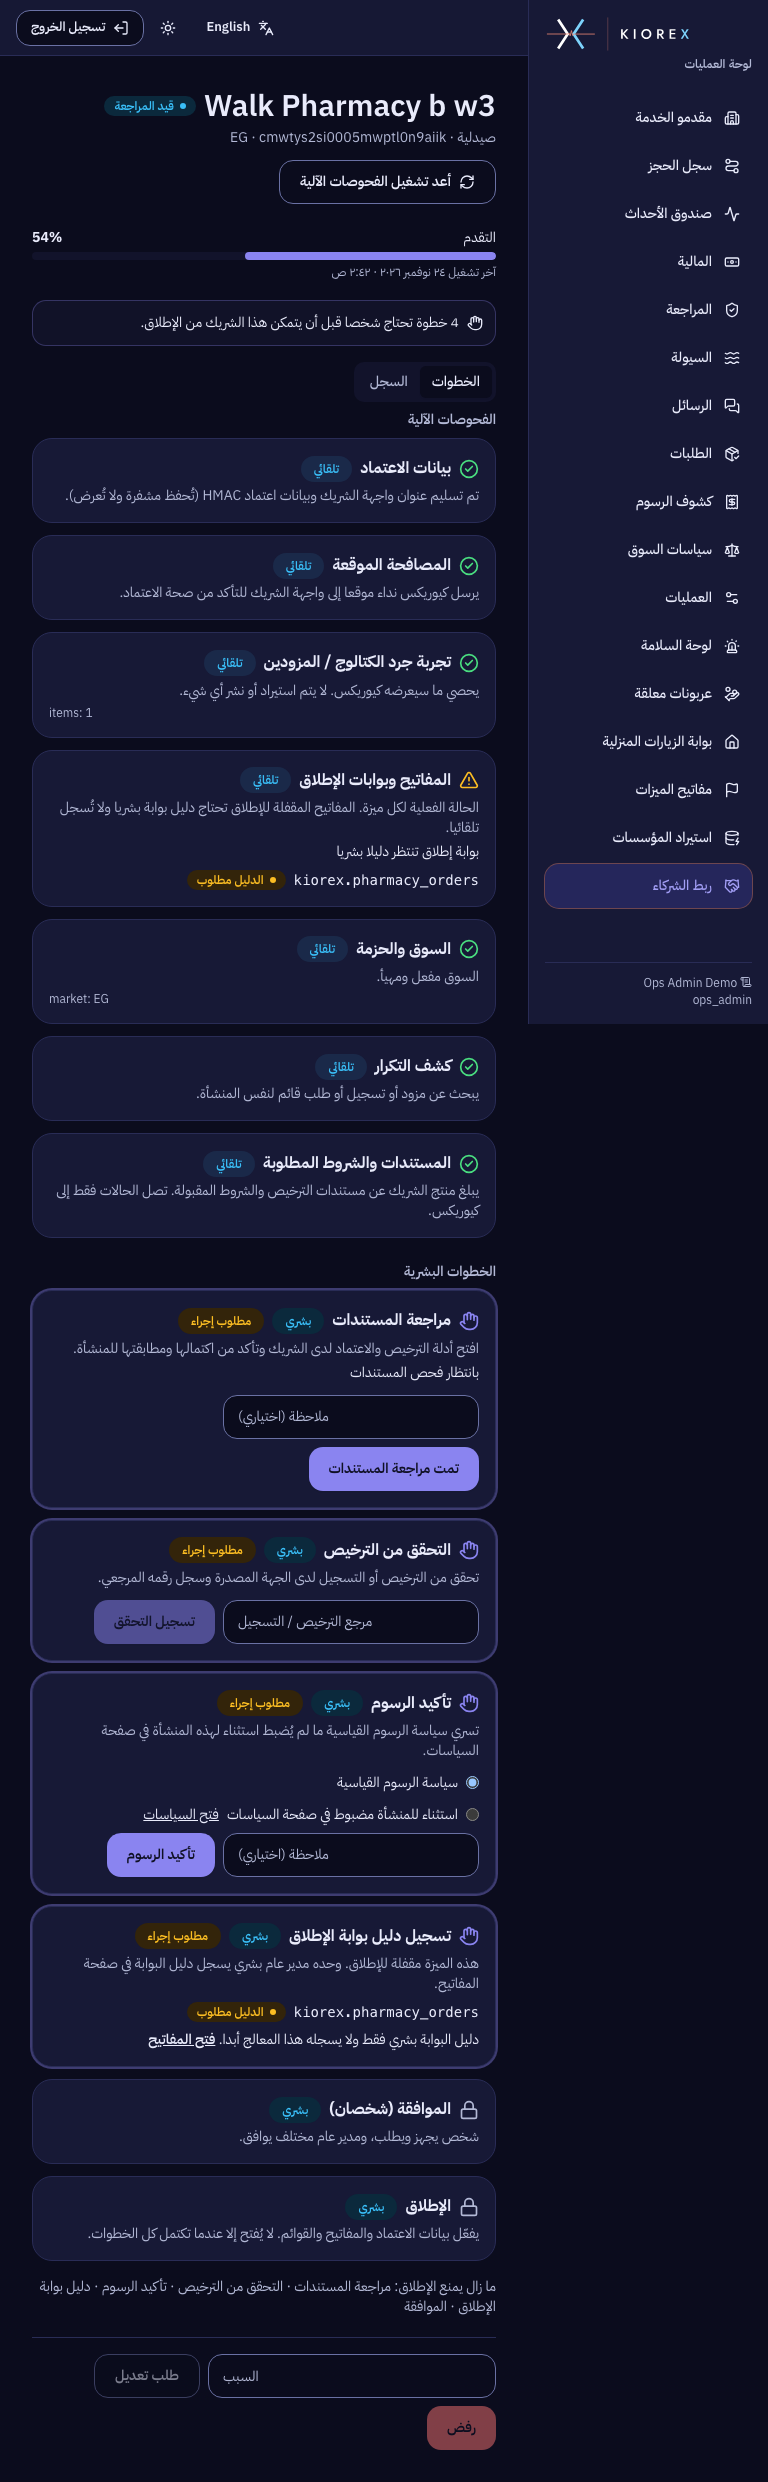 KIOREX
لوحة العمليات
مقدمو الخدمة
سجل الحجز
صندوق الأحداث
المالية
المراجعة
السيولة
الرسائل
الطلبات
كشوف الرسوم
سياسات السوق
العمليات
لوحة السلامة
عربونات معلقة
بوابة الزيارات المنزلية
مفاتيح الميزات
استيراد المؤسسات
ربط الشركاء
Ops Admin Demo
ops_admin
English
تسجيل الخروج
Walk Pharmacy b w3 قيد المراجعة
صيدلية · EG · cmwtys2si0005mwptl0n9aiik
أعد تشغيل الفحوصات الآلية
التقدم 54%
آخر تشغيل ٢٤ نوفمبر ٢٠٢٦ · ٢:٤٢ ص
4 خطوة تحتاج شخصا قبل أن يتمكن هذا الشريك من الإطلاق.
الخطوات السجل
الفحوصات الآلية
بيانات الاعتماد تلقائي
تم تسليم عنوان واجهة الشريك وبيانات اعتماد HMAC (تُحفظ مشفرة ولا تُعرض).
المصافحة الموقعة تلقائي
يرسل كيوريكس نداء موقعا إلى واجهة الشريك للتأكد من صحة الاعتماد.
تجربة جرد الكتالوج / المزودين تلقائي
يحصي ما سيعرضه كيوريكس. لا يتم استيراد أو نشر أي شيء.
items: 1
المفاتيح وبوابات الإطلاق تلقائي
الحالة الفعلية لكل ميزة. المفاتيح المقفلة للإطلاق تحتاج دليل بوابة بشريا ولا تُسجل
تلقائيا.
بوابة إطلاق تنتظر دليلا بشريا
kiorex.pharmacy_orders الدليل مطلوب
السوق والحزمة تلقائي
السوق مفعل ومهيأ.
market: EG
كشف التكرار تلقائي
يبحث عن مزود أو تسجيل أو طلب قائم لنفس المنشأة.
المستندات والشروط المطلوبة تلقائي
يبلغ منتج الشريك عن مستندات الترخيص والشروط المقبولة. تصل الحالات فقط إلى
كيوريكس.
الخطوات البشرية
مراجعة المستندات بشري مطلوب إجراء
افتح أدلة الترخيص والاعتماد لدى الشريك وتأكد من اكتمالها ومطابقتها للمنشأة.
بانتظار فحص المستندات
ملاحظة (اختياري)
تمت مراجعة المستندات
التحقق من الترخيص بشري مطلوب إجراء
تحقق من الترخيص أو التسجيل لدى الجهة المصدرة وسجل رقمه المرجعي.
مرجع الترخيص / التسجيل تسجيل التحقق
تأكيد الرسوم بشري مطلوب إجراء
تسري سياسة الرسوم القياسية ما لم يُضبط استثناء لهذه المنشأة في صفحة
السياسات.
سياسة الرسوم القياسية
استثناء للمنشأة مضبوط في صفحة السياسات فتح السياسات
ملاحظة (اختياري) تأكيد الرسوم
تسجيل دليل بوابة الإطلاق بشري مطلوب إجراء
هذه الميزة مقفلة للإطلاق. وحده مدير عام بشري يسجل دليل البوابة في صفحة
المفاتيح.
kiorex.pharmacy_orders الدليل مطلوب
دليل البوابة بشري فقط ولا يسجله هذا المعالج أبدا. فتح المفاتيح
الموافقة (شخصان) بشري
شخص يجهز ويطلب، ومدير عام مختلف يوافق.
الإطلاق بشري
يفعّل بيانات الاعتماد والمفاتيح والقوائم. لا يُفتح إلا عندما تكتمل كل الخطوات.
ما زال يمنع الإطلاق: مراجعة المستندات · التحقق من الترخيص · تأكيد الرسوم · دليل بوابة
الإطلاق · الموافقة
السبب طلب تعديل
رفض